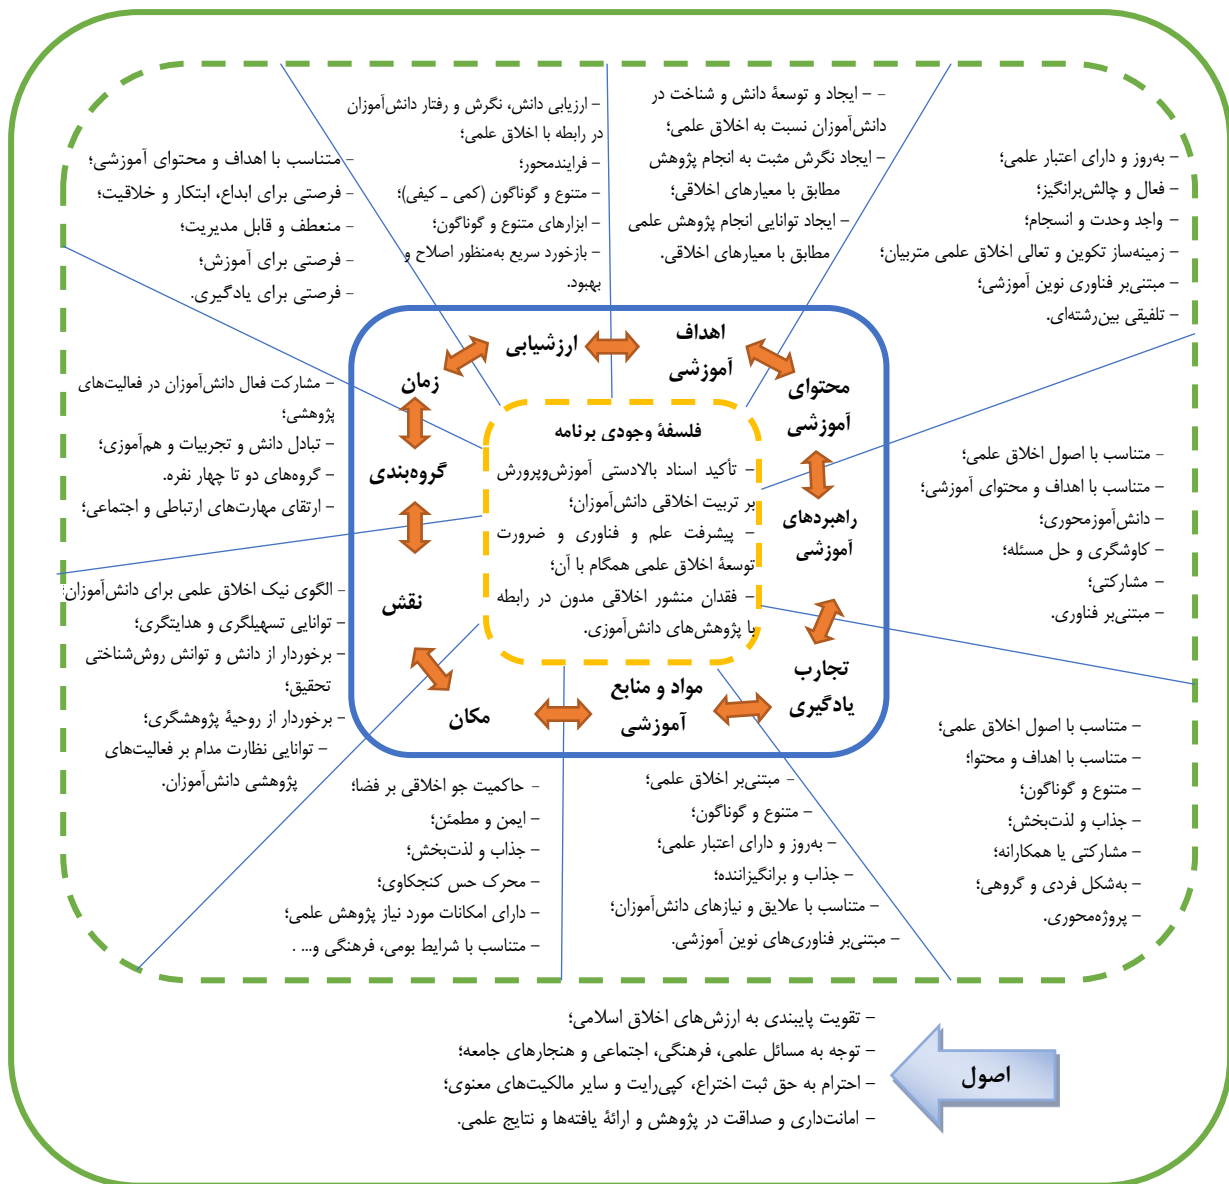 - - ایجاد و توسعهٔ دانش و شناخت در
دانش‌آموزان نسبت به اخلاق علمی؛
- ایجاد نگرش مثبت به انجام پژوهش
مطابق با معیارهای اخلاقی؛
- ایجاد توانایی انجام پژوهش علمی
مطابق با معیارهای اخلاقی.
- به‌روز و دارای اعتبار علمی؛
- فعال و چالش‌برانگیز؛
- واجد وحدت و انسجام؛
- زمینه‌ساز تکوین و تعالی اخلاق علمی متربیان؛
- مبتنی‌بر فناوری نوین آموزشی؛
- تلفیقی بین‌رشته‌ای.
- متناسب با اصول اخلاق علمی؛
- متناسب با اهداف و محتوای آموزشی؛
- دانش‌آموزمحوری؛
- کاوشگری و حل مسئله؛
- مشارکتی؛
- مبتنی‌بر فناوری.
- متناسب با اصول اخلاق علمی؛
- متناسب با اهداف و محتوا؛
- متنوع و گوناگون؛
- جذاب و لذت‌بخش؛
- مشارکتی یا همکارانه؛
- به‌شکل فردی و گروهی؛
- پروژه‌محوری.
- مبتنی‌بر اخلاق علمی؛
- متنوع و گوناگون؛
- به‌روز و دارای اعتبار علمی؛
- جذاب و برانگیزاننده؛
- متناسب با علایق و نیازهای دانش‌آموزان؛
- مبتنی‌بر فناوری‌های نوین آموزشی.
- حاکمیت جو اخلاقی بر فضا؛
- ایمن و مطمئن؛
- جذاب و لذت‌بخش؛
- محرک حس کنجکاوی؛
- دارای امکانات مورد نیاز پژوهش علمی؛
- متناسب با شرایط بومی، فرهنگی و... .
- الگوی نیک اخلاق علمی برای دانش‌آموزان؛
- توانایی تسهیلگری و هدایتگری؛
- برخوردار از دانش و توانش روش‌شناختی
تحقیق؛
- برخوردار از روحیهٔ پژوهشگری؛
- توانایی نظارت مدام بر فعالیت‌های
پژوهشی دانش‌آموزان.
- مشارکت فعال دانش‌آموزان در فعالیت‌های
پژوهشی؛
- تبادل دانش و تجربیات و هم‌آموزی؛
- گروه‌های دو تا چهار نفره.
- ارتقای مهارت‌های ارتباطی و اجتماعی؛
- متناسب با اهداف و محتوای آموزشی؛
- فرصتی برای ابداع، ابتکار و خلاقیت؛
- منعطف و قابل مدیریت؛
- فرصتی برای آموزش؛
- فرصتی برای یادگیری.
- ارزیابی دانش، نگرش و رفتار دانش‌آموزان
در رابطه با اخلاق علمی؛
- فرایندمحور؛
- متنوع و گوناگون (کمی ـ کیفی)؛
- ابزارهای متنوع و گوناگون؛
- بازخورد سریع به‌منظور اصلاح و
بهبود.
اهداف
آموزشی
محتوای
آموزشی
راهبردهای
آموزشی
تجارب
یادگیری
مواد و منابع
آموزشی
مکان
نقش
گروه‌بندی
زمان
ارزشیابی
فلسفهٔ وجودی برنامه
- تأکید اسناد بالادستی آموزش‌وپرورش
بر تربیت اخلاقی دانش‌آموزان؛
- پیشرفت علم و فناوری و ضرورت
توسعهٔ اخلاق علمی همگام با آن؛
- فقدان منشور اخلاقی مدون در رابطه
با پژوهش‌های دانش‌آموزی.
اصول
- تقویت پایبندی به ارزش‌های اخلاق اسلامی؛
- توجه به مسائل علمی، فرهنگی، اجتماعی و هنجارهای جامعه؛
- احترام به حق ثبت اختراع، کپی‌رایت و سایر مالکیت‌های معنوی؛
- امانت‌داری و صداقت در پژوهش و ارائهٔ یافته‌ها و نتایج علمی.